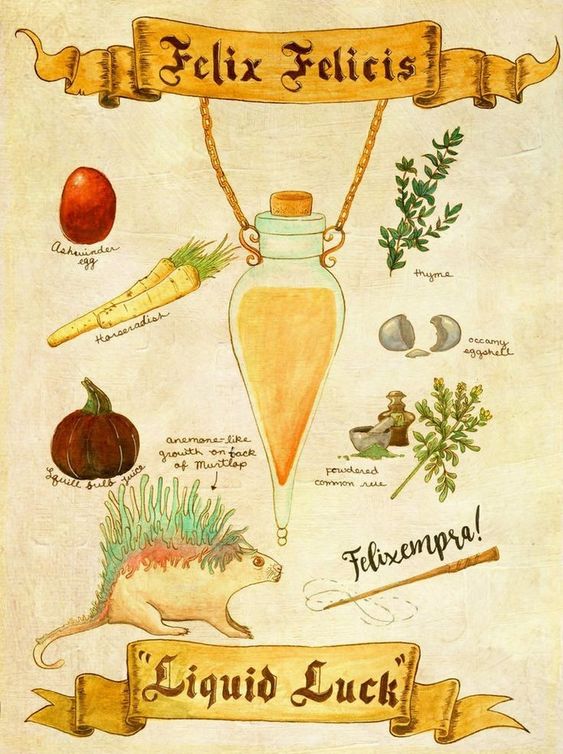 Felix Felicis
Ashwinder
egg
thyme
Horseradish
occamy
eggshell
Squill bulb juice
anemone-like
growth on back
of Murtlap
powdered
common rue
Felixempra!
"Liquid Luck"